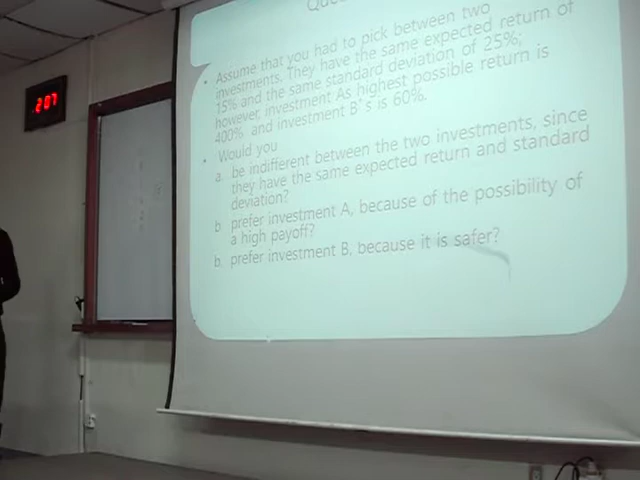 2:07
• Assume that you had to pick between two
investments. They have the same expected return of
15% and the same standard deviation of 25%;
however, investment As highest possible return is
400% and investment B's is 60%.
• Would you
a. be indifferent between the two investments, since
they have the same expected return and standard
deviation?
b prefer investment A, because of the possibility of
a high payoff?
b prefer investment B, because it is safer?